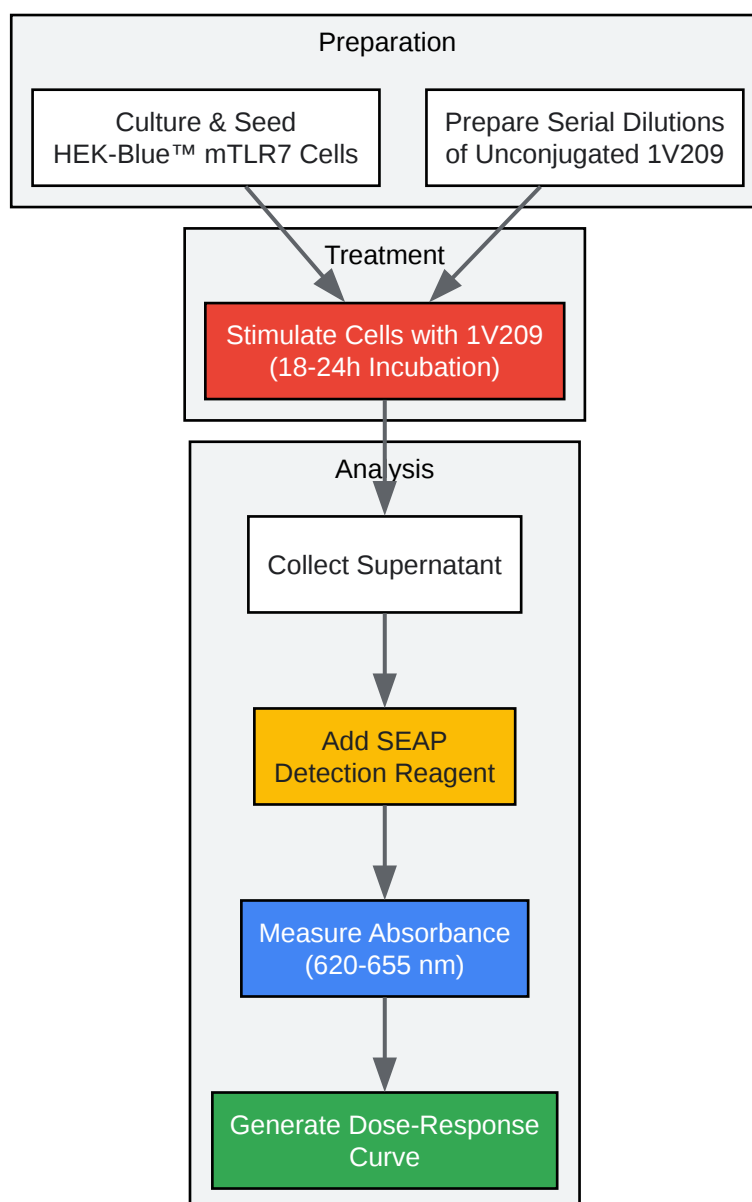 Preparation
Culture & Seed
HEK-Blue™ mTLR7 Cells
Prepare Serial Dilutions
of Unconjugated 1V209
Treatment
Stimulate Cells with 1V209
(18-24h Incubation)
Analysis
Collect Supernatant
Add SEAP
Detection Reagent
Measure Absorbance
(620-655 nm)
Generate Dose-Response
Curve